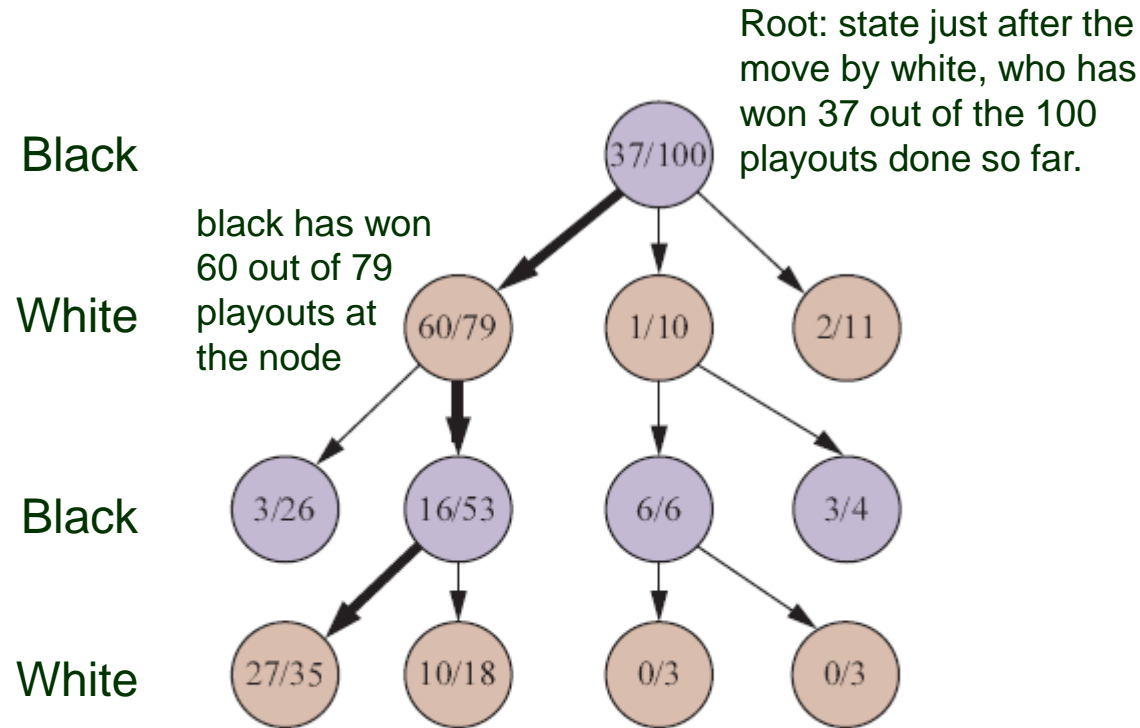 Root: state just after the
move by white, who has
won 37 out of the 100
playouts done so far.
Black
37/100
black has won
60 out of 79
playouts at
the node
White
60/79
1/10
2/11
Black
3/26
16/53
6/6
3/4
White
27/35
10/18
0/3
0/3